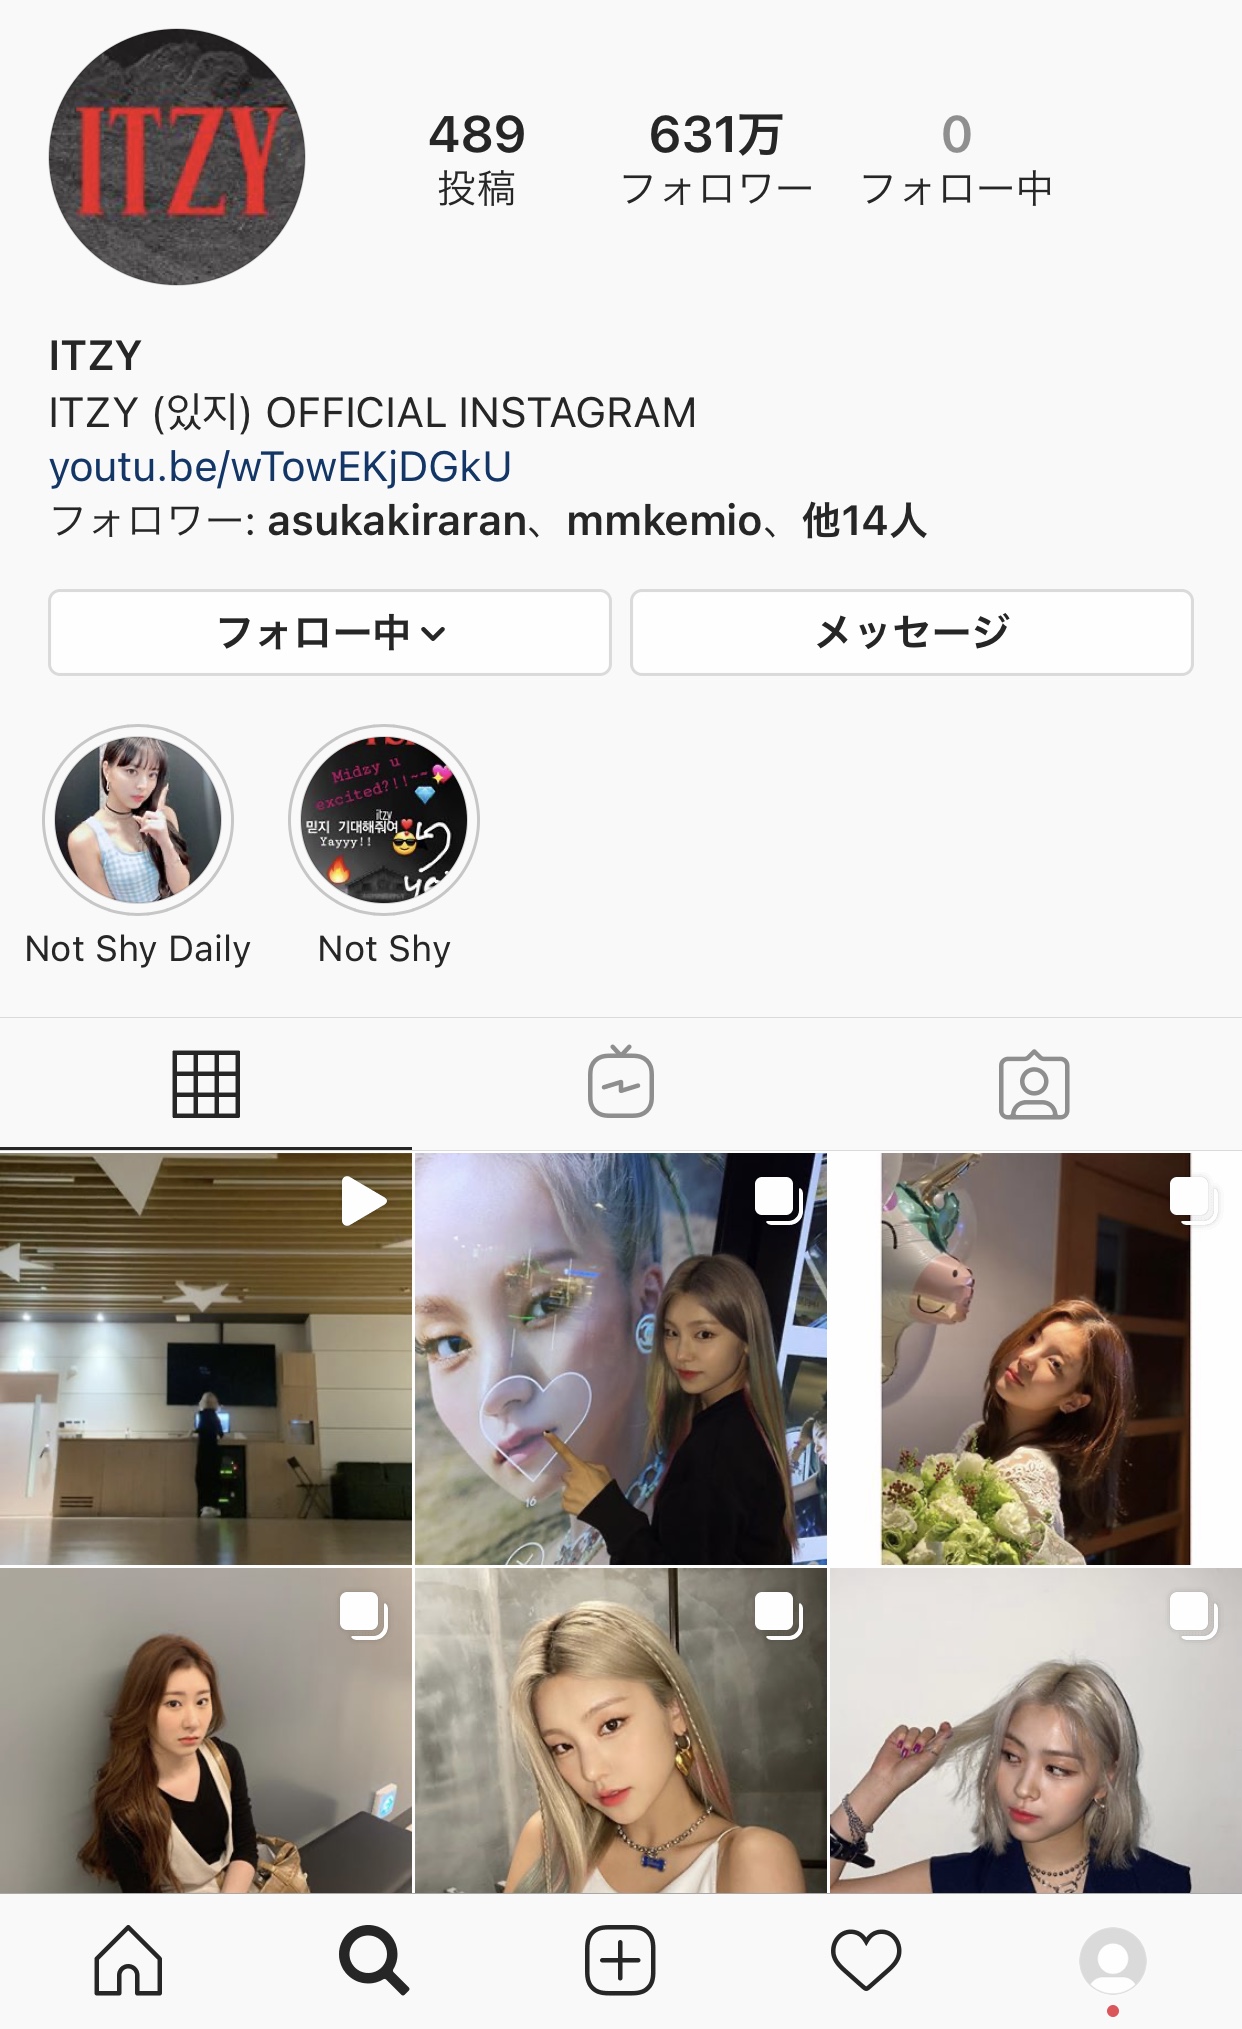 ITZY
489
投稿
631万
フォロワー
0
フォロー中
ITZY
ITZY (있지) OFFICIAL INSTAGRAM
youtu.be/wTowEKjDGkU
フォロワー: asukakiraran、mmkemio、他14人
フォロー中
メッセージ
Midzy u
excited?!!~~
itzy
믿지 기대해줘여
Yayyy!!
Not Shy Daily
Not Shy
16